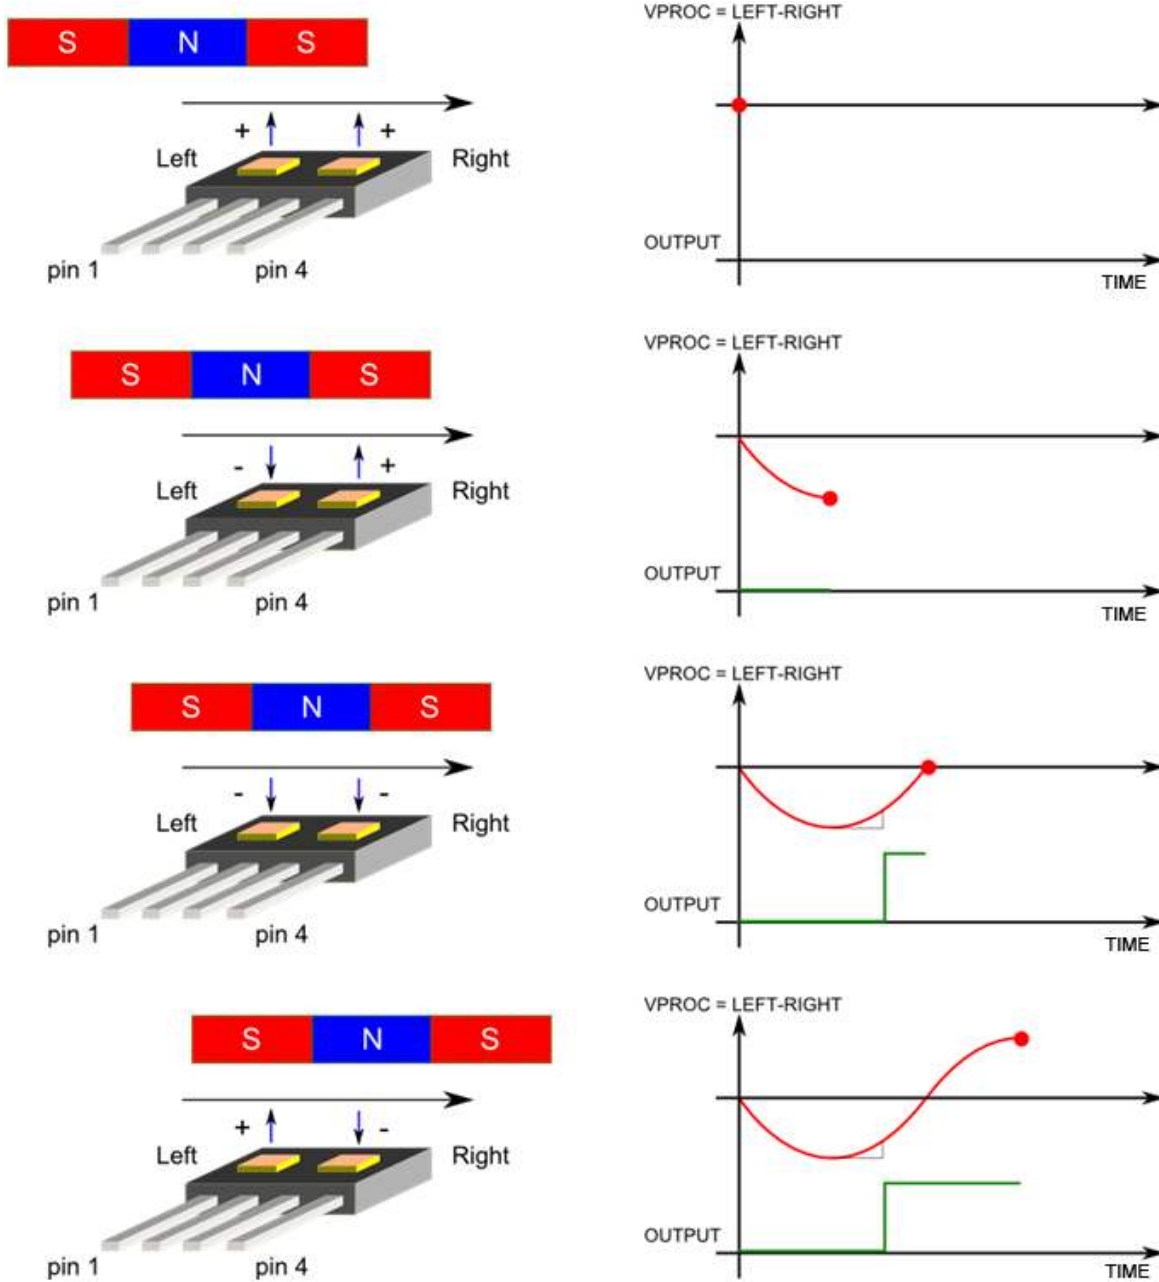 VPROC = LEFT-RIGHT
S N S
+ +
Left Right
OUTPUT
pin 1 pin 4
TIME
VPROC = LEFT-RIGHT
S N S
- +
Left Right
OUTPUT
pin 1 pin 4
TIME
VPROC = LEFT-RIGHT
S N S
- -
Left Right
OUTPUT
pin 1 pin 4
TIME
VPROC = LEFT-RIGHT
S N S
+ -
Left Right
OUTPUT
pin 1 pin 4
TIME